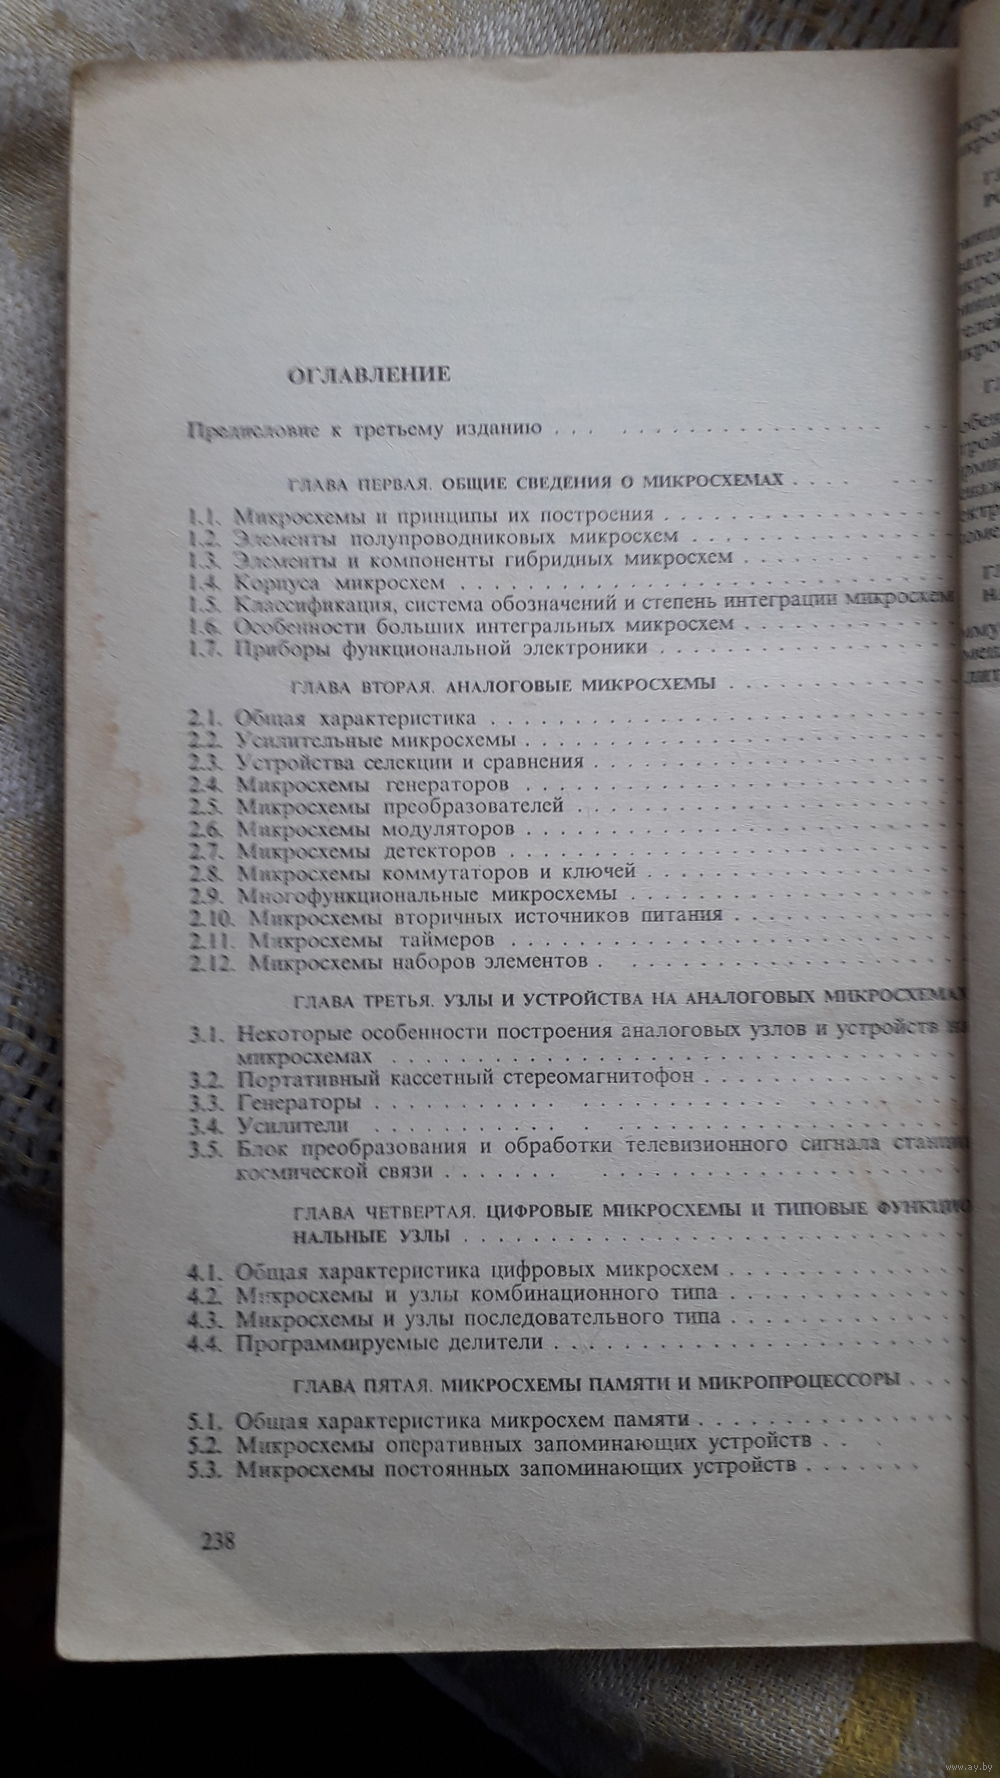 ОГЛАВЛЕНИЕ
Предисловие к третьему изданию . . . . . . . . . . . . . . . . . .
ГЛАВА ПЕРВАЯ. ОБЩИЕ СВЕДЕНИЯ О МИКРОСХЕМАХ . . . .
1.1. Микросхемы и принципы их построения . . . . . . . . . . . . . .
1.2. Элементы полупроводниковых микросхем . . . . . . . . . . . . .
1.3. Элементы и компоненты гибридных микросхем . . . . . . . . . .
1.4. Корпуса микросхем . . . . . . . . . . . . . . . . . . . . . . .
1.5. Классификация, система обозначений и степень интеграции микросхем
1.6. Особенности больших интегральных микросхем . . . . . . . . . .
1.7. Приборы функциональной электроники . . . . . . . . . . . . . .
ГЛАВА ВТОРАЯ. АНАЛОГОВЫЕ МИКРОСХЕМЫ . . . . . . . . . . .
2.1. Общая характеристика . . . . . . . . . . . . . . . . . . . . . .
2.2. Усилительные микросхемы . . . . . . . . . . . . . . . . . . . .
2.3. Устройства селекции и сравнения . . . . . . . . . . . . . . . . .
2.4. Микросхемы генераторов . . . . . . . . . . . . . . . . . . . .
2.5. Микросхемы преобразователей . . . . . . . . . . . . . . . . . .
2.6. Микросхемы модуляторов . . . . . . . . . . . . . . . . . . . .
2.7. Микросхемы детекторов . . . . . . . . . . . . . . . . . . . . .
2.8. Микросхемы коммутаторов и ключей . . . . . . . . . . . . . . .
2.9. Многофункциональные микросхемы . . . . . . . . . . . . . . . .
2.10. Микросхемы вторичных источников питания . . . . . . . . . . .
2.11. Микросхемы таймеров . . . . . . . . . . . . . . . . . . . . .
2.12. Микросхемы наборов элементов . . . . . . . . . . . . . . . . .
ГЛАВА ТРЕТЬЯ. УЗЛЫ И УСТРОЙСТВА НА АНАЛОГОВЫХ МИКРОСХЕМАХ
3.1. Некоторые особенности построения аналоговых узлов и устройств на
микросхемах . . . . . . . . . . . . . . . . . . . . . . . . . .
3.2. Портативный кассетный стереомагнитофон . . . . . . . . . . . .
3.3. Генераторы . . . . . . . . . . . . . . . . . . . . . . . . . .
3.4. Усилители . . . . . . . . . . . . . . . . . . . . . . . . . .
3.5. Блок преобразования и обработки телевизионного сигнала
космической связи . . . . . . . . . . . . . . . . . . . . . . .
ГЛАВА ЧЕТВЕРТАЯ. ЦИФРОВЫЕ МИКРОСХЕМЫ И ТИПОВЫЕ ФУНКЦИО
НАЛЬНЫЕ УЗЛЫ . . . . . . . . . . . . . . . . . . . . . .
4.1. Общая характеристика цифровых микросхем . . . . . . . . . . .
4.2. Микросхемы и узлы комбинационного типа . . . . . . . . . . . .
4.3. Микросхемы и узлы последовательного типа . . . . . . . . . . .
4.4. Программируемые делители . . . . . . . . . . . . . . . . . . .
ГЛАВА ПЯТАЯ. МИКРОСХЕМЫ ПАМЯТИ И МИКРОПРОЦЕССОРЫ . . . .
5.1. Общая характеристика микросхем памяти . . . . . . . . . . . .
5.2. Микросхемы оперативных запоминающих устройств . . .
5.3. Микросхемы постоянных запоминающих устройств . . . . . . .
238
www.ay.by